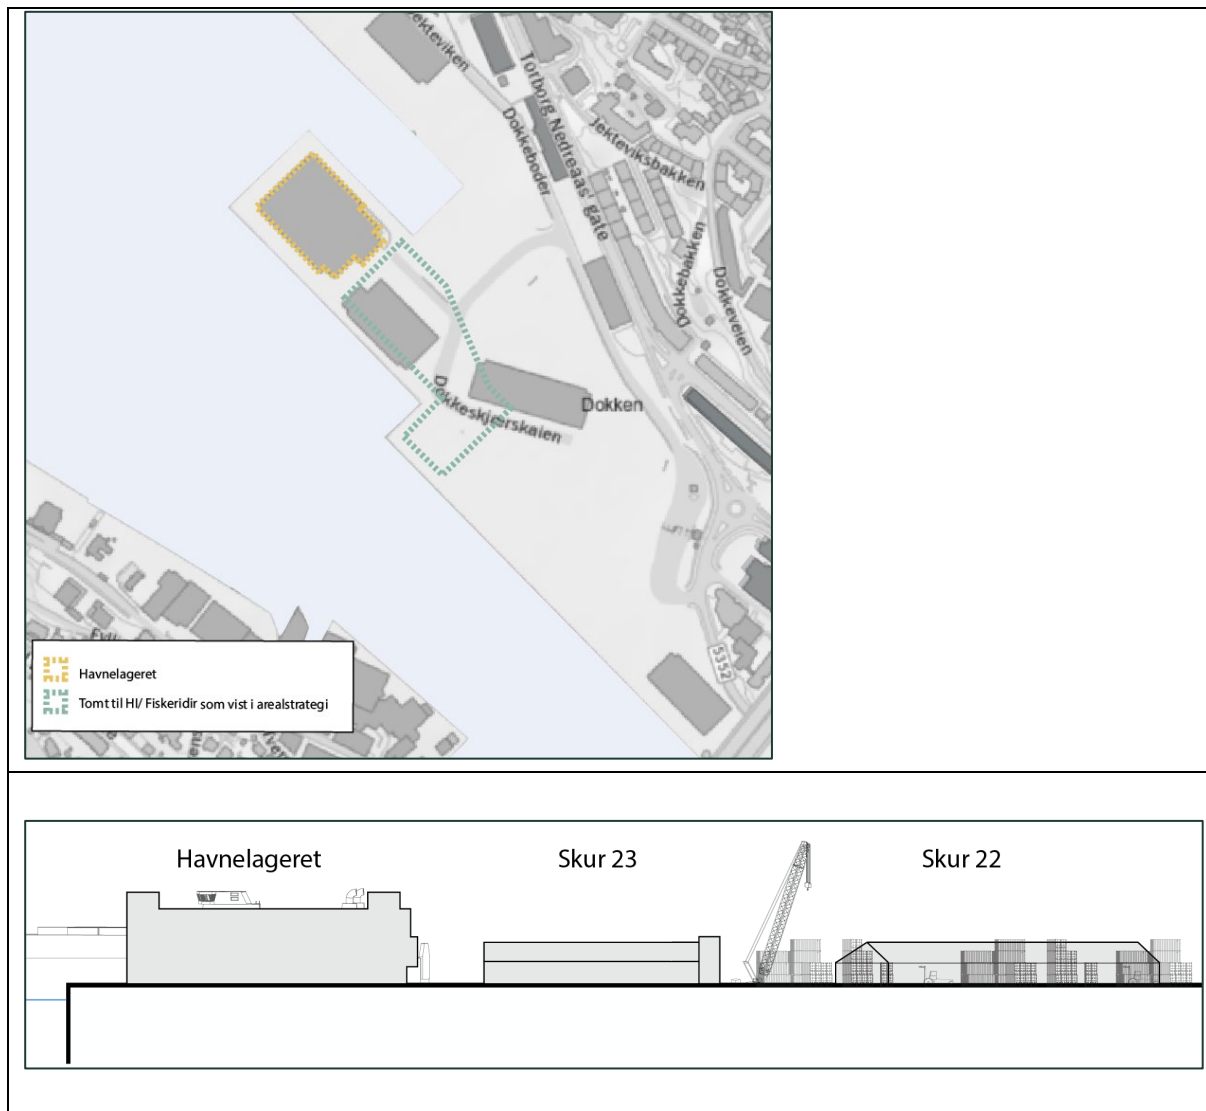 Jekteviken
Torborg Nedreaas' gate
Dokkeboder
Jekteviksbakken
Dokkebakken
Dokkeveien
Dokkeskjærskaien
Dokken
5352
Havnelageret
Tomt til HI/ Fiskeridir som vist i arealstrategi
Havnelageret
Skur 23
Skur 22